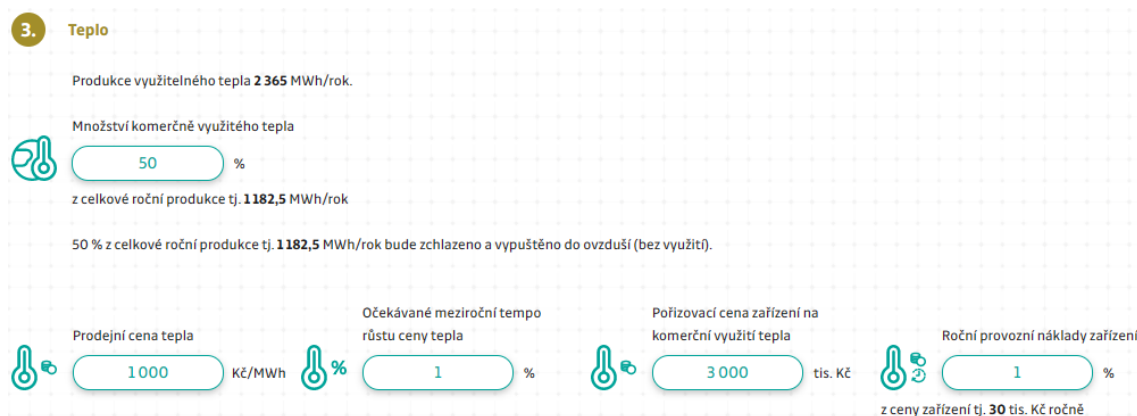 3. Teplo
Produkce využitelného tepla 2 365 MWh/rok.
Množství komerčně využitého tepla
50 %
z celkové roční produkce tj. 1 182,5 MWh/rok
50 % z celkové roční produkce tj. 1 182,5 MWh/rok bude zchlazeno a vypuštěno do ovzduší (bez využití).
Prodejní cena tepla
1 000 Kč/MWh
Očekávané meziroční tempo
růstu ceny tepla
% 1 %
Pořizovací cena zařízení na
komerční využití tepla
3 000 tis. Kč
Roční provozní náklady zařízení
1 %
z ceny zařízení tj. 30 tis. Kč ročně